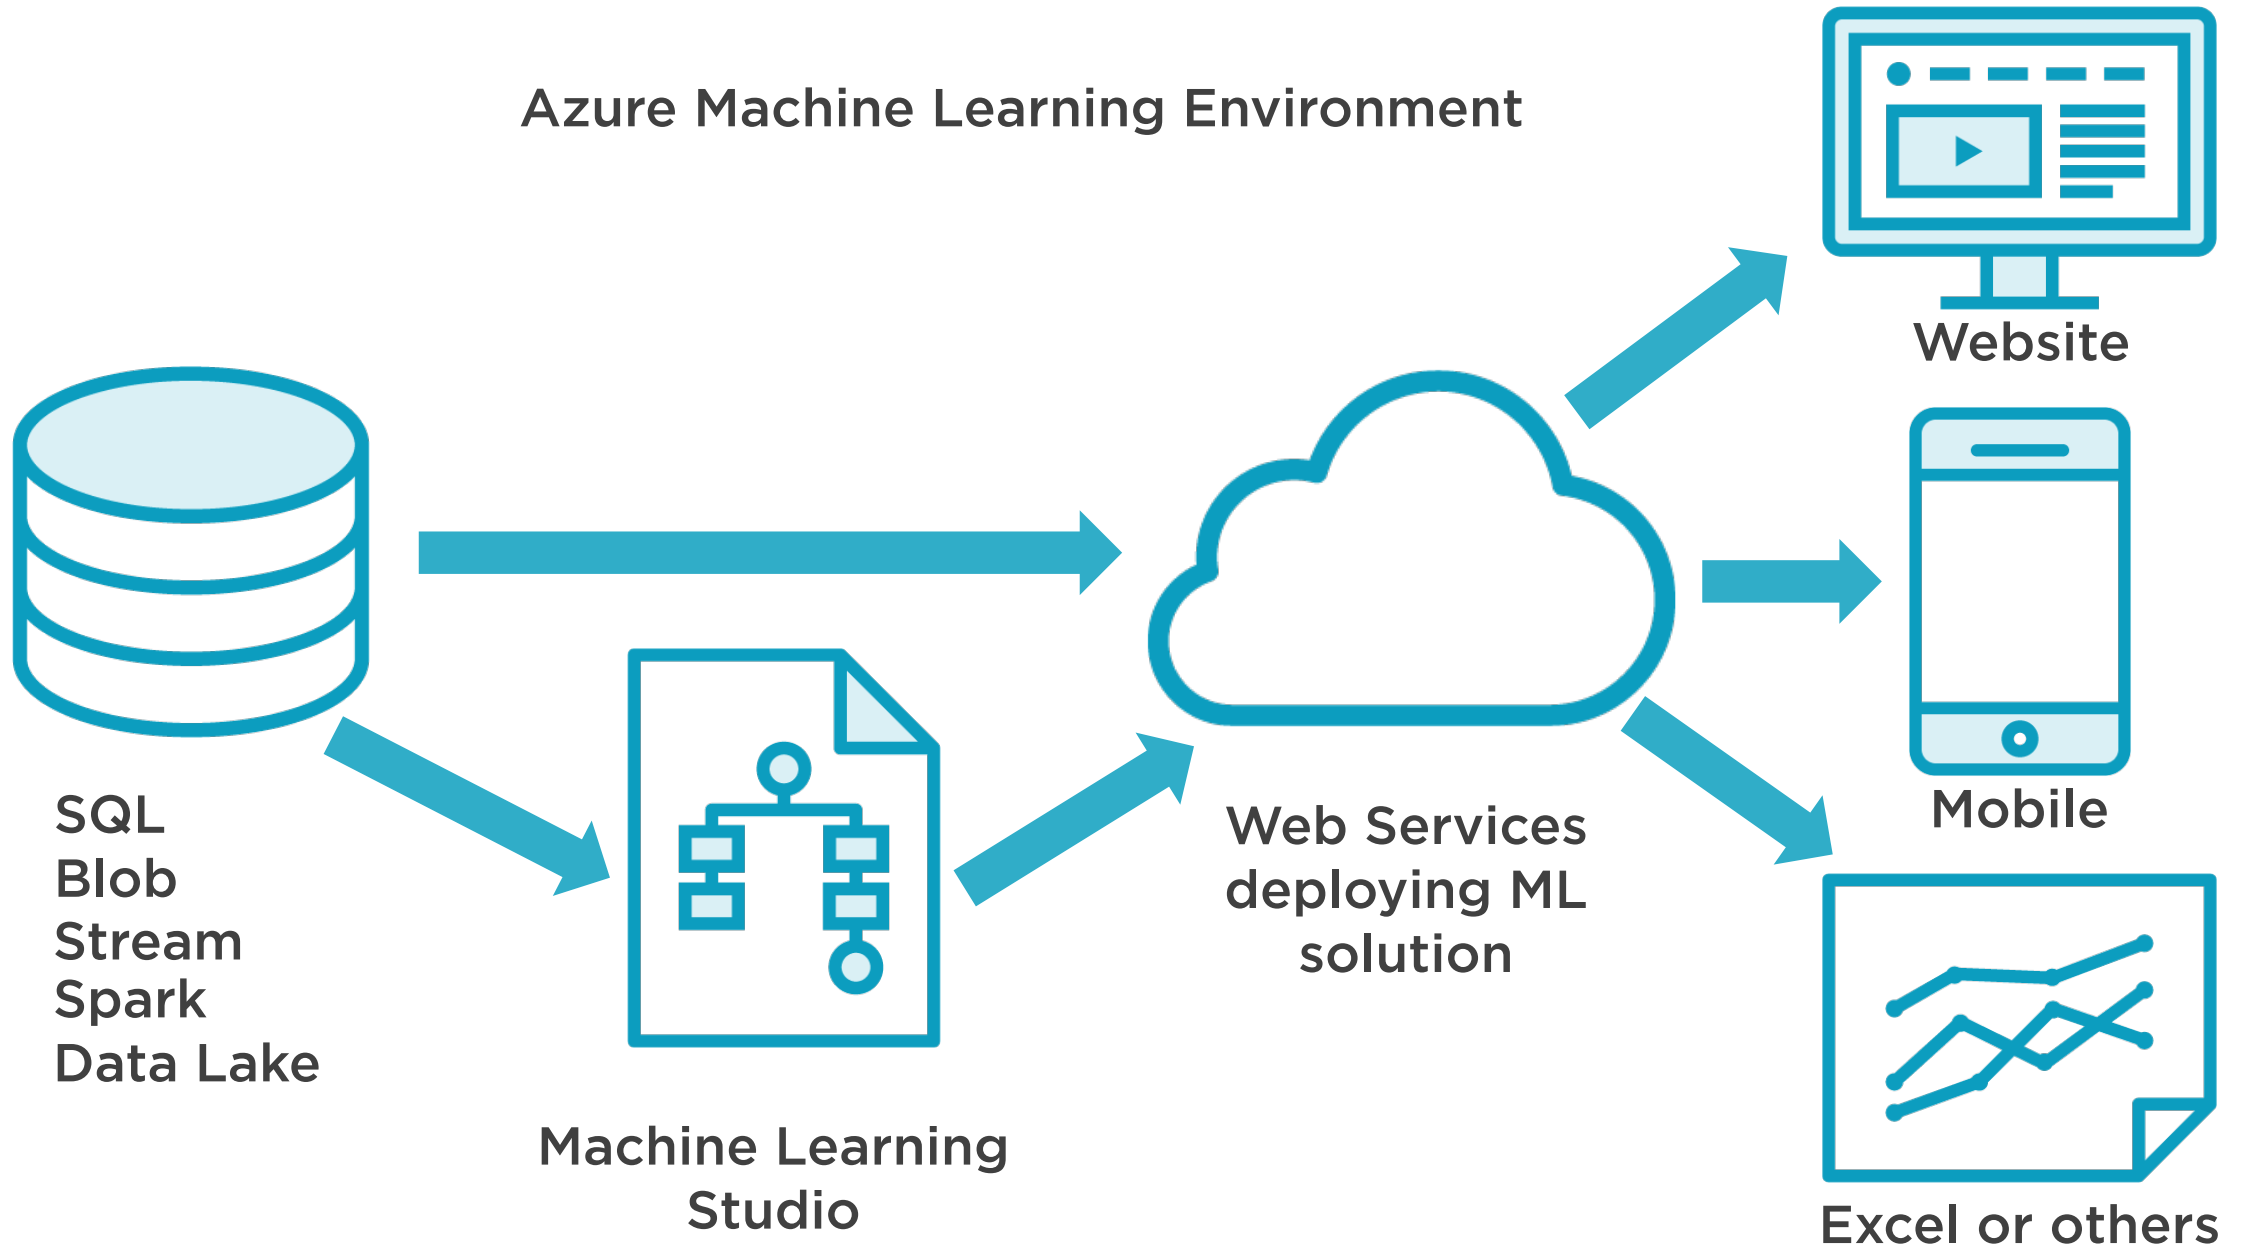 Azure Machine Learning Environment
Website
SQL
Blob
Stream
Spark
Data Lake
Machine Learning
Studio
Web Services
deploying ML
solution
Mobile
Excel or others